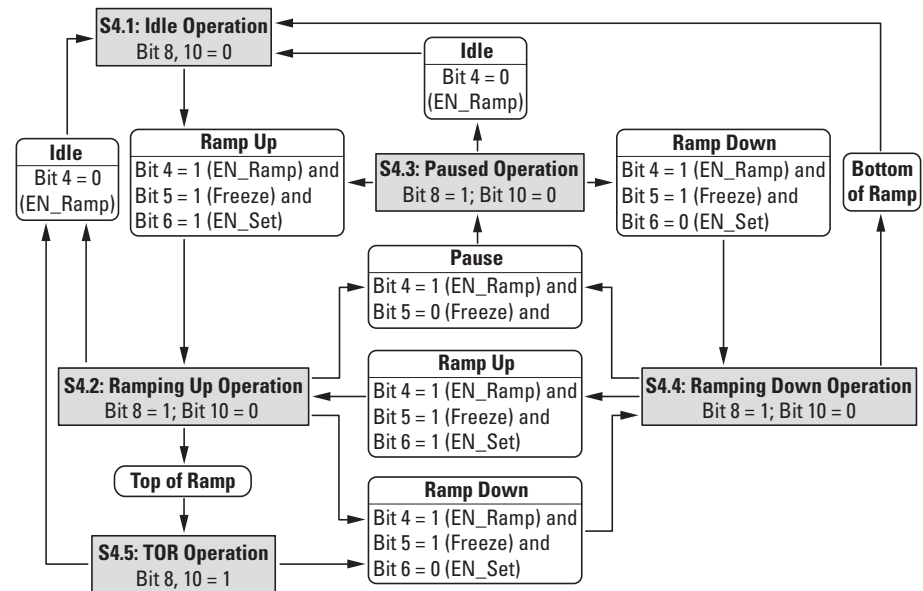 S4.1: Idle Operation
Bit 8, 10 = 0
Idle
Bit 4 = 0
(EN_Ramp)
Idle
Bit 4 = 0
(EN_Ramp)
Ramp Up
Bit 4 = 1 (EN_Ramp) and
Bit 5 = 1 (Freeze) and
Bit 6 = 1 (EN_Set)
S4.3: Paused Operation
Bit 8 = 1; Bit 10 = 0
Ramp Down
Bit 4 = 1 (EN_Ramp) and
Bit 5 = 1 (Freeze) and
Bit 6 = 0 (EN_Set)
Bottom
of Ramp
Pause
Bit 4 = 1 (EN_Ramp) and
Bit 5 = 0 (Freeze) and
S4.2: Ramping Up Operation
Bit 8 = 1; Bit 10 = 0
Ramp Up
Bit 4 = 1 (EN_Ramp) and
Bit 5 = 1 (Freeze) and
Bit 6 = 1 (EN_Set)
S4.4: Ramping Down Operation
Bit 8 = 1; Bit 10 = 0
Top of Ramp
Ramp Down
Bit 4 = 1 (EN_Ramp) and
Bit 5 = 1 (Freeze) and
Bit 6 = 0 (EN_Set)
S4.5: TOR Operation
Bit 8, 10 = 1